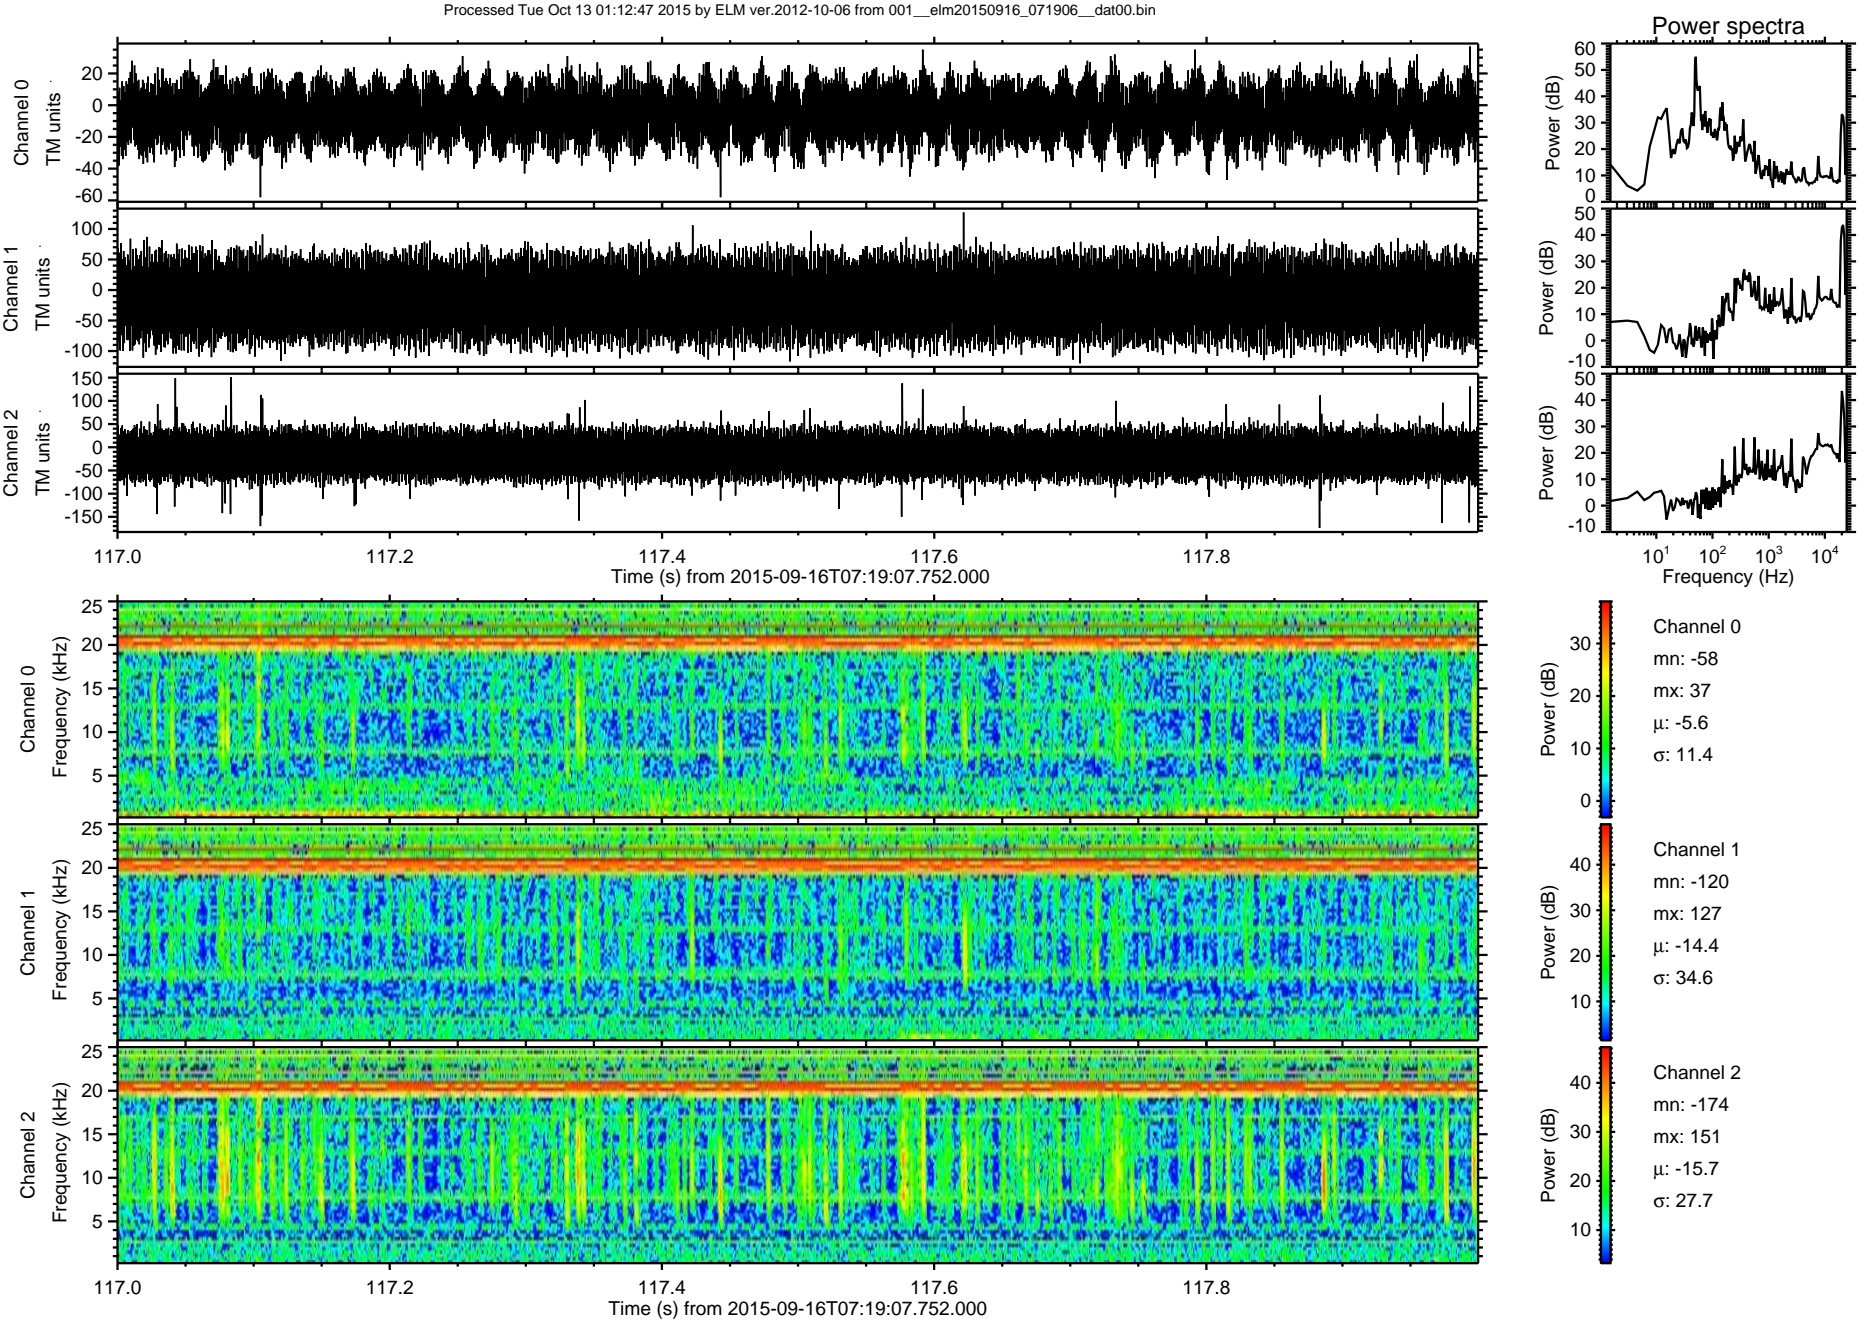 Processed Tue Oct 13 01:12:47 2015 by ELM ver.2012-10-06 from 001__elm20150916_071906__dat00.bin
Power spectra
Channel 0
TM units
20
0
-20
-40
-60
Power (dB)
60
50
40
30
20
10
0
Channel 1
TM units
100
50
0
-50
-100
Power (dB)
50
40
30
20
10
0
-10
Channel 2
TM units
150
100
50
0
-50
-100
-150
Power (dB)
50
40
30
20
10
0
-10
117.0 117.2 117.4 117.6 117.8
Time (s) from 2015-09-16T07:19:07.752.000
10¹ 10² 10³ 10⁴
Frequency (Hz)
Channel 0
Frequency (kHz)
25
20
15
10
5
Power (dB)
30
20
10
0
Channel 0
mn: -58
mx: 37
μ: -5.6
σ: 11.4
Channel 1
Frequency (kHz)
25
20
15
10
5
Power (dB)
40
30
20
10
Channel 1
mn: -120
mx: 127
μ: -14.4
σ: 34.6
Channel 2
Frequency (kHz)
25
20
15
10
5
Power (dB)
40
30
20
10
Channel 2
mn: -174
mx: 151
μ: -15.7
σ: 27.7
117.0 117.2 117.4 117.6 117.8
Time (s) from 2015-09-16T07:19:07.752.000